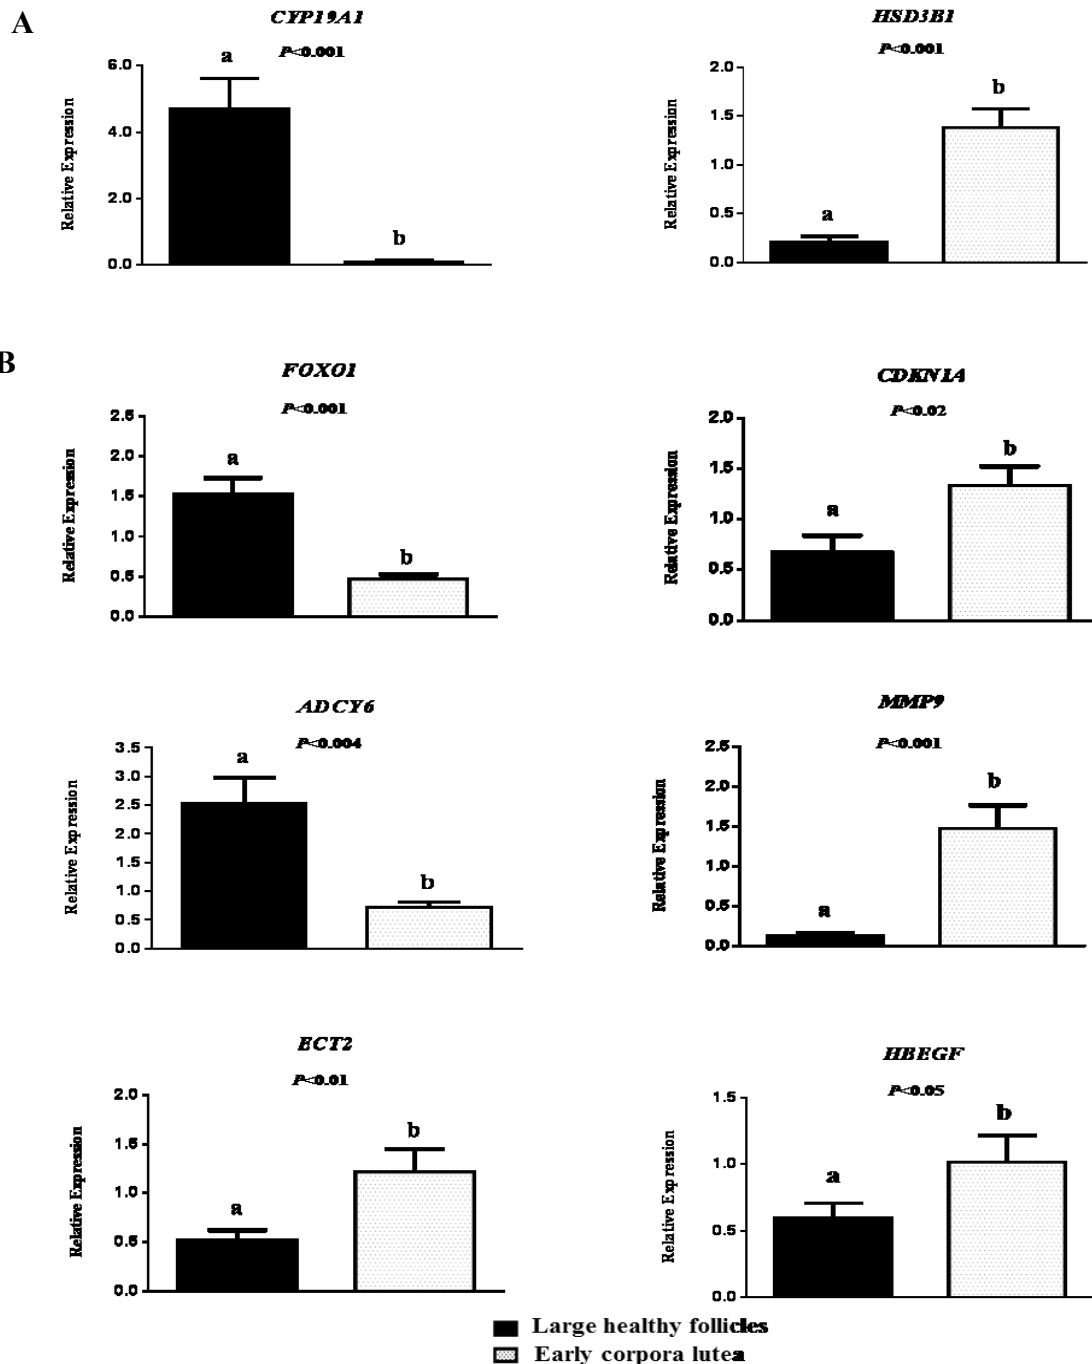 A
CYP19A1
P<0.001
Relative Expression
6.0
4.0
2.0
0.0
a
b
HSD3B1
P<0.001
Relative Expression
2.0
1.5
1.0
0.5
0.0
a
b
B
FOXO1
P<0.001
Relative Expression
2.5
2.0
1.5
1.0
0.5
0.0
a
b
CDKN1A
P<0.02
Relative Expression
2.0
1.5
1.0
0.5
0.0
a
b
ADCY6
P<0.004
Relative Expression
3.5
3.0
2.5
2.0
1.5
1.0
0.5
0.0
a
b
MMP9
P<0.001
Relative Expression
2.5
2.0
1.5
1.0
0.5
0.0
a
b
ECT2
P<0.01
Relative Expression
2.0
1.5
1.0
0.5
0.0
a
b
HBEGF
P<0.05
Relative Expression
1.5
1.0
0.5
0.0
a
b
Large healthy follicles
Early corpora lutea